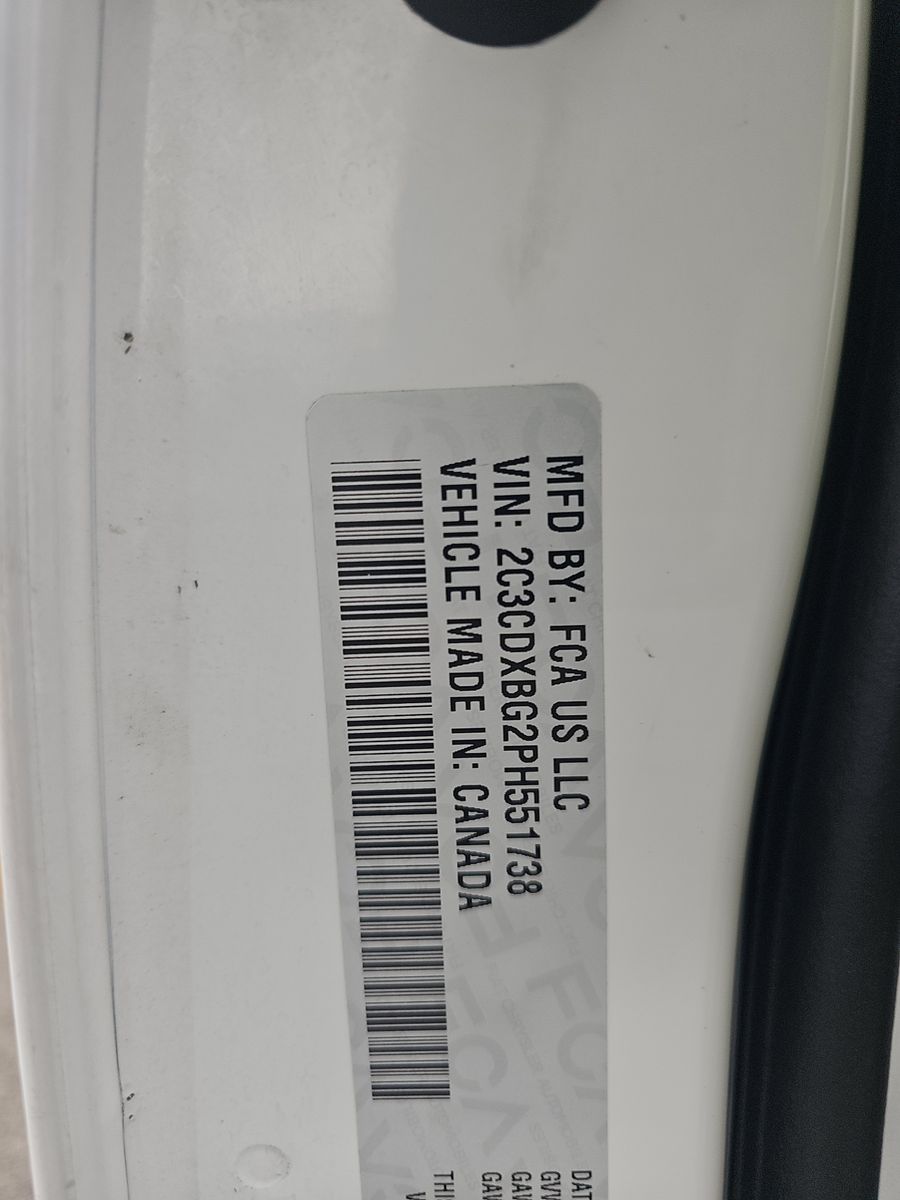 MFD BY: FCA US LLC
VIN: 2C3CDXBG2PH551738
VEHICLE MADE IN: CANADA